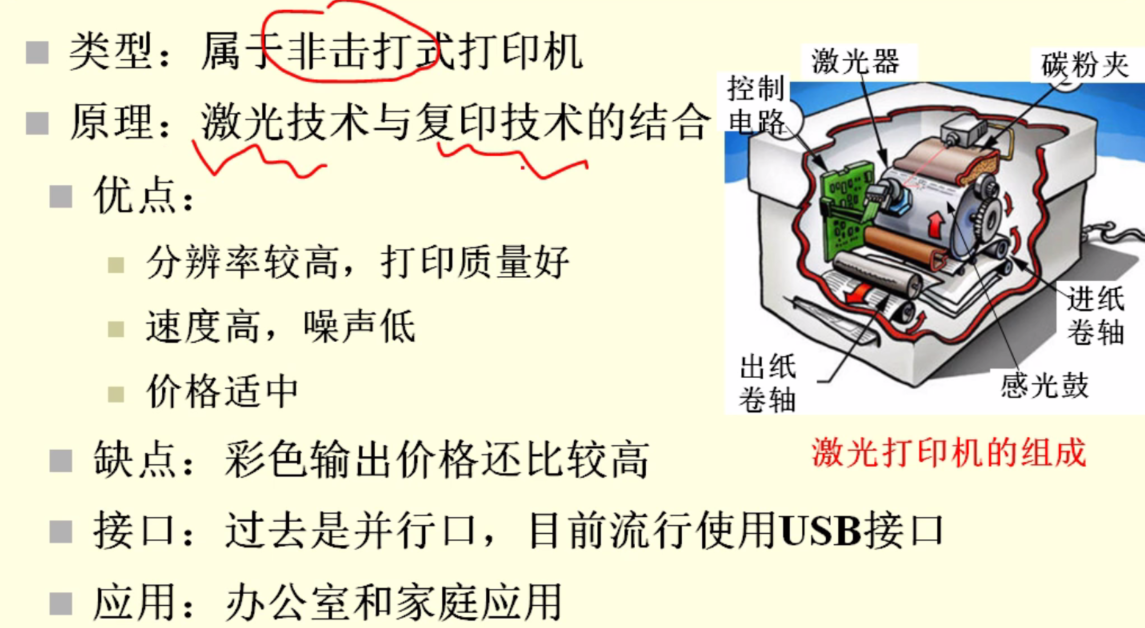 类型：属于非击打式打印机
原理：激光技术与复印技术的结合
优点：
分辨率较高，打印质量好
速度高，噪声低
价格适中
缺点：彩色输出价格还比较高
接口：过去是并行口，目前流行使用USB接口
应用：办公室和家庭应用
激光器
碳粉夹
控制
电路
进纸
卷轴
出纸
卷轴
感光鼓
激光打印机的组成